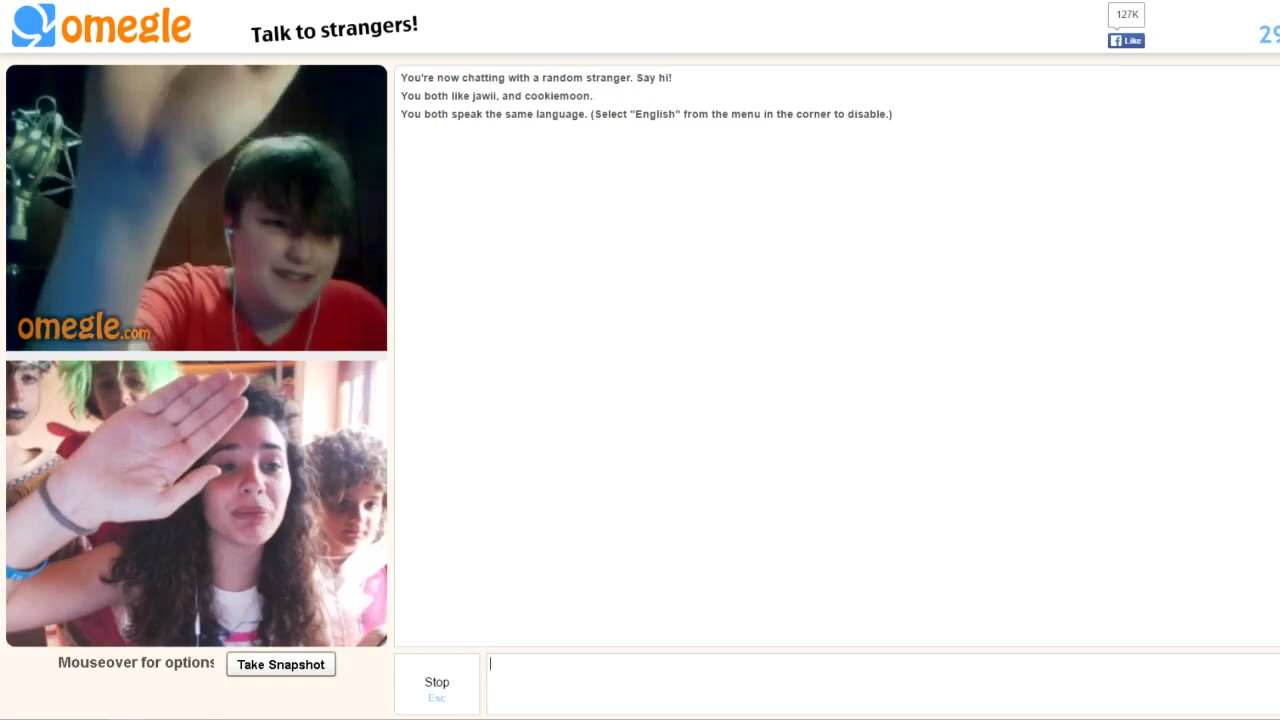 omegle
Talk to strangers!
127K
Like
29
You're now chatting with a random stranger. Say hi!
You both like jawii, and cookiemoon.
You both speak the same language. (Select "English" from the menu in the corner to disable.)
omegle.com
Mouseover for options
Take Snapshot
Stop
Esc